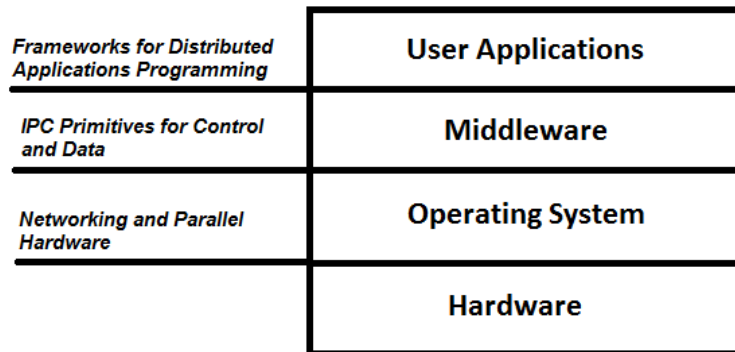 Frameworks for Distributed
Applications Programming
User Applications
IPC Primitives for Control
and Data
Middleware
Networking and Parallel
Hardware
Operating System
Hardware